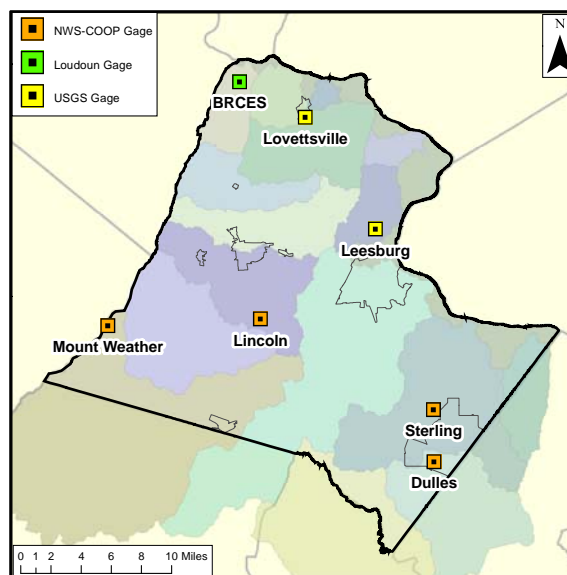 NWS-COOP Gage
Loudoun Gage
USGS Gage
N
BRCES
Lovettsville
Leesburg
Mount Weather
Lincoln
Sterling
Dulles
0 1 2 4 6 8 10 Miles